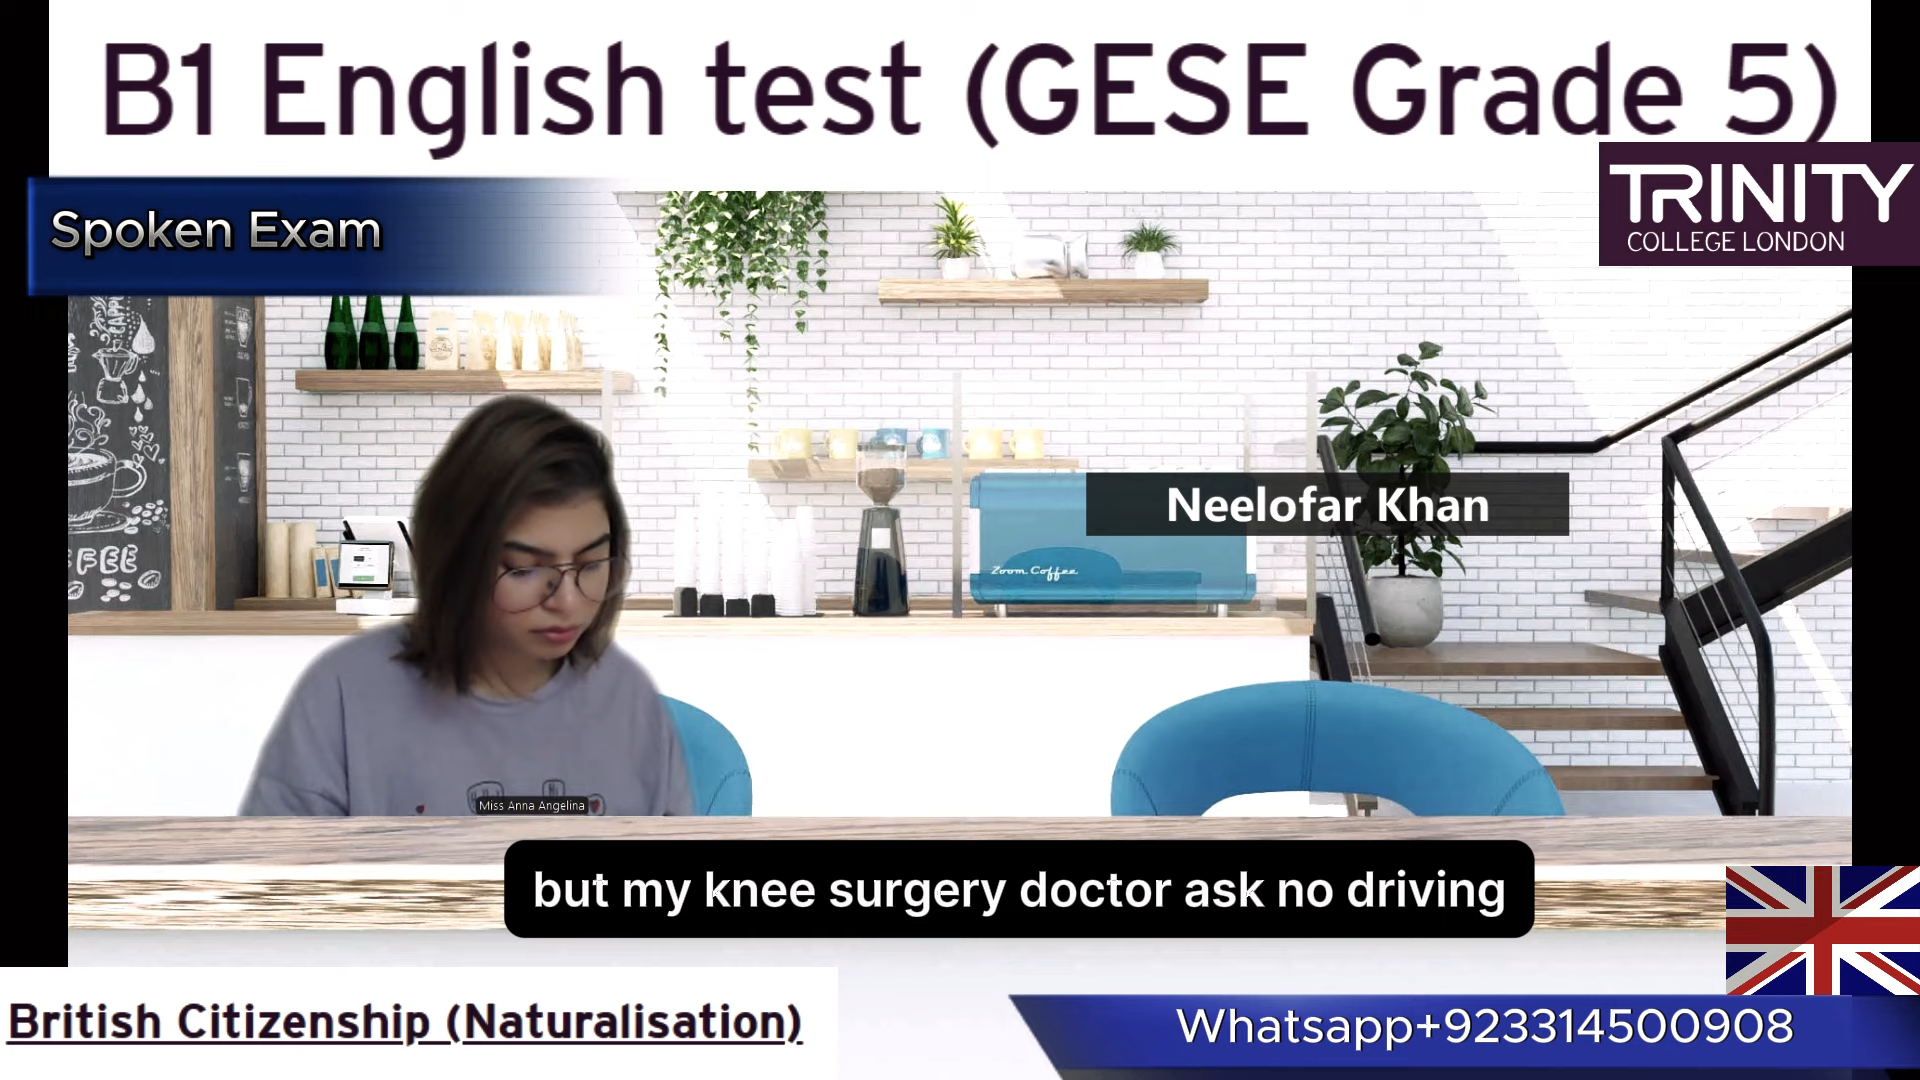 B1 English test (GESE Grade 5)
TRINITY
COLLEGE LONDON
Spoken Exam
FEE
Neelofar Khan
Zoom Coffee
Miss Anna Angelina
but my knee surgery doctor ask no driving
British Citizenship (Naturalisation)
Whatsapp+923314500908